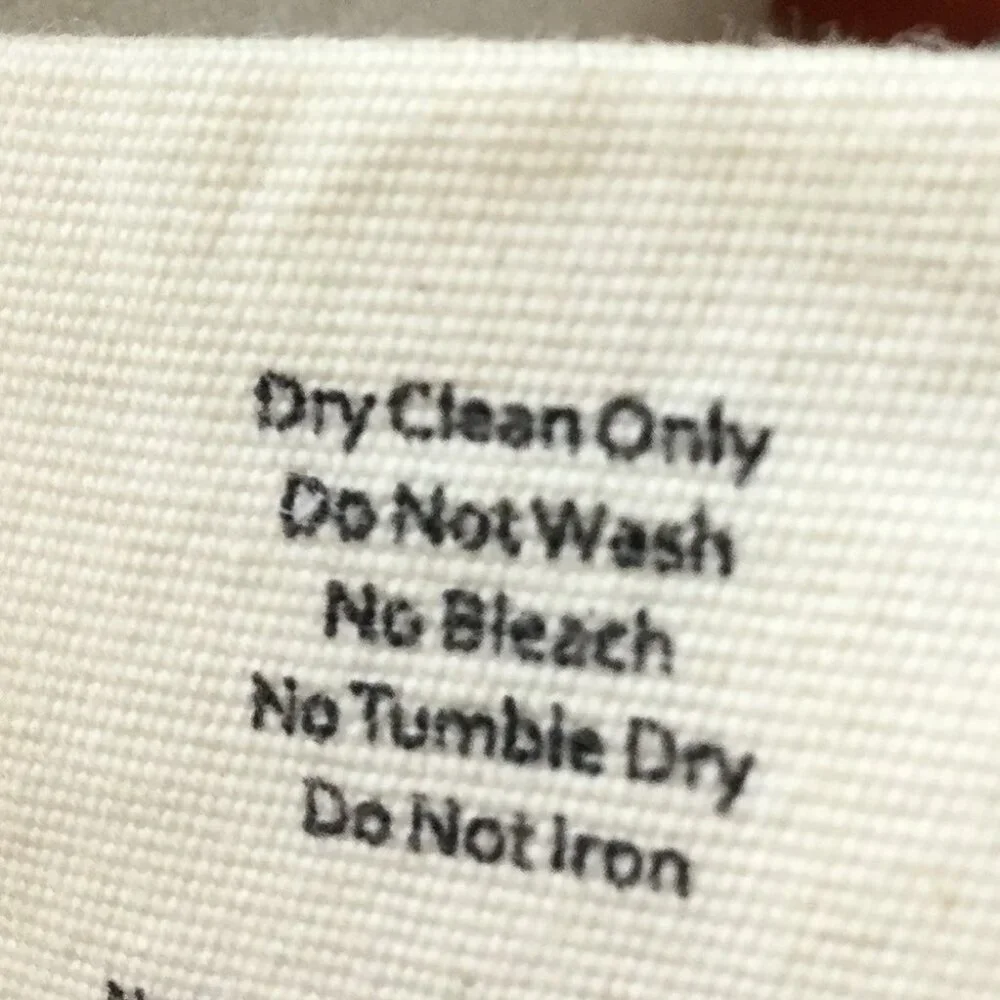 Dry Clean Only
Do Not Wash
No Bleach
No Tumble Dry
Do Not Iron